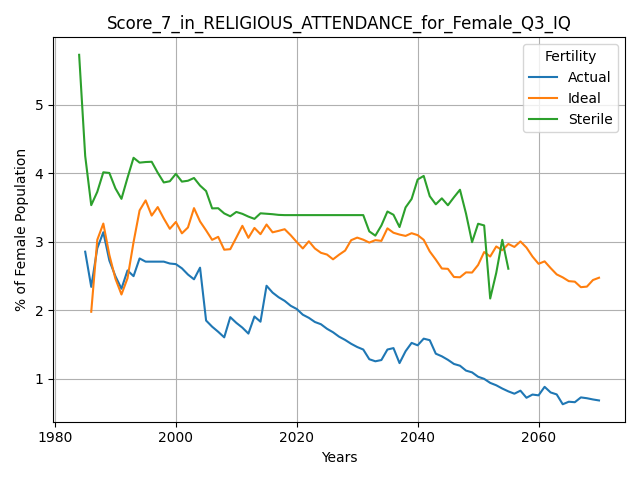 Score_7_in_RELIGIOUS_ATTENDANCE_for_Female_Q3_IQ
Fertility
Actual
Ideal
Sterile
% of Female Population
5
4
3
2
1
1980
2000
2020
2040
2060
Years